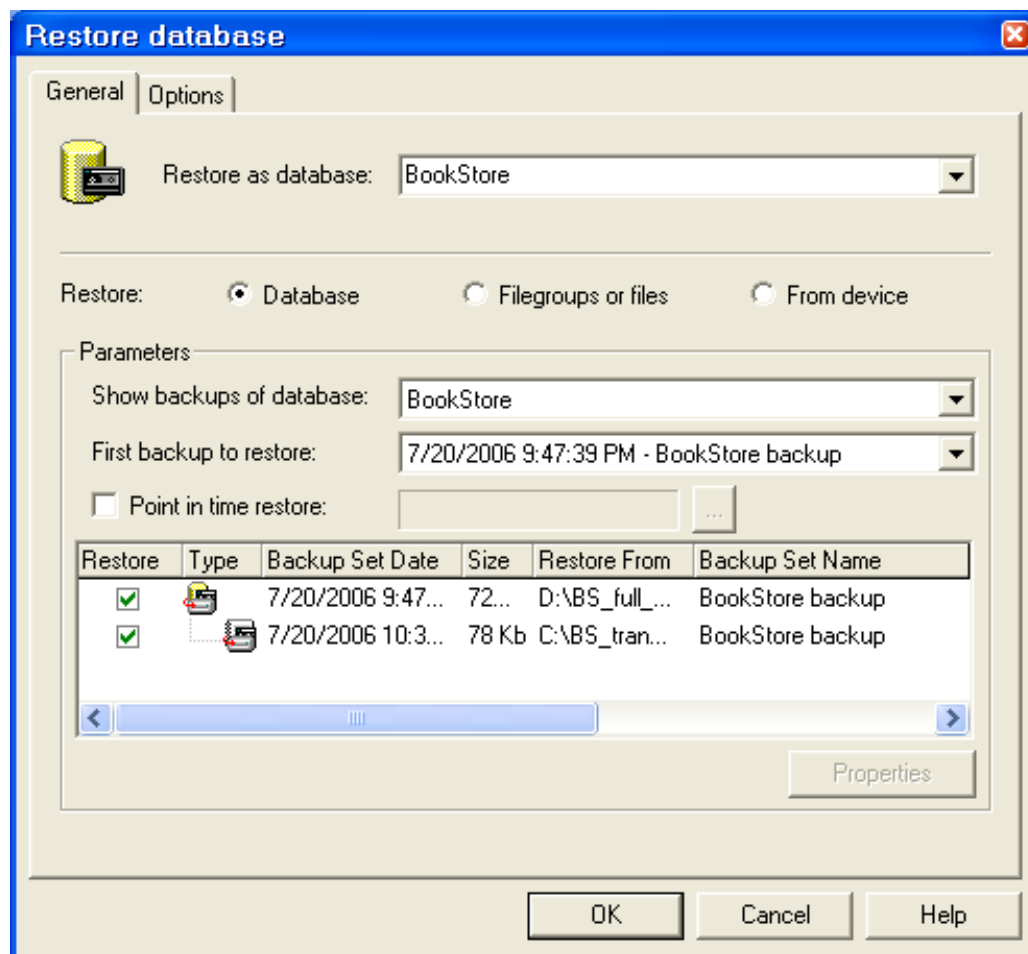 Restore database
General Options
Restore as database: BookStore
Restore: Database Filegroups or files From device
Parameters
Show backups of database: BookStore
First backup to restore: 7/20/2006 9:47:39 PM - BookStore backup
Point in time restore: ...
Restore Type Backup Set Date Size Restore From Backup Set Name
7/20/2006 9:47... 72... D:\BS_full_... BookStore backup
7/20/2006 10:3... 78 Kb C:\BS_tran... BookStore backup
Properties
OK Cancel Help